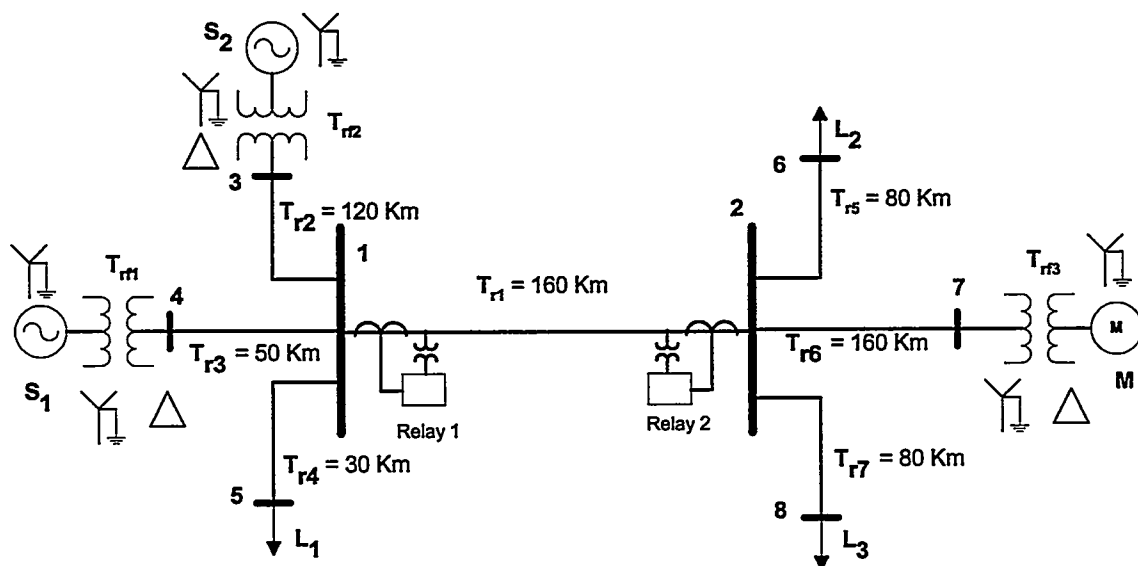 S2
Trf2
3
Tr2 = 120 Km
1
L2
6
Tr5 = 80 Km
2
Trf1
4
S1
Tr3 = 50 Km
Tr1 = 160 Km
Relay 1
Relay 2
Tr6 = 160 Km
7
Trf3
M
M
Tr4 = 30 Km
5
L1
Tr7 = 80 Km
8
L3